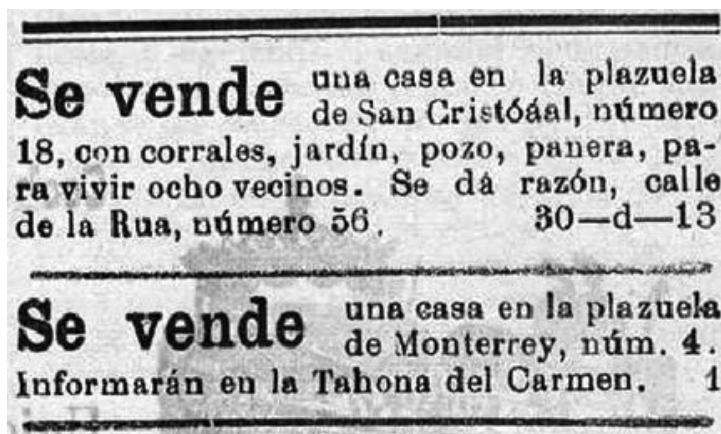 Se vende una casa en la plazuela
de San Cristóáal, número
18, con corrales, jardín, pozo, panera, pa-
ra vivir ocho vecinos. Se dá razón, calle
de la Rua, número 56. 30—d—13
Se vende una casa en la plazuela
de Monterrey, núm. 4.
Informarán en la Tahona del Carmen. 1